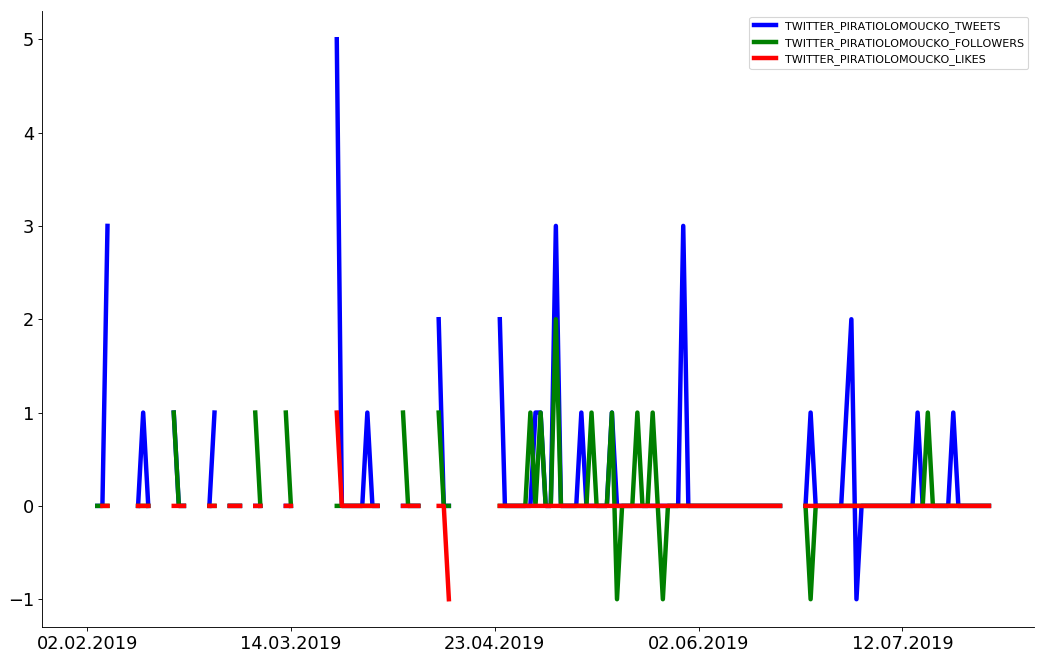 TWITTER_PIRATIOLOMOUCKO_TWEETS
TWITTER_PIRATIOLOMOUCKO_FOLLOWERS
TWITTER_PIRATIOLOMOUCKO_LIKES
5
4
3
2
1
0
−1
02.02.2019 14.03.2019 23.04.2019 02.06.2019 12.07.2019